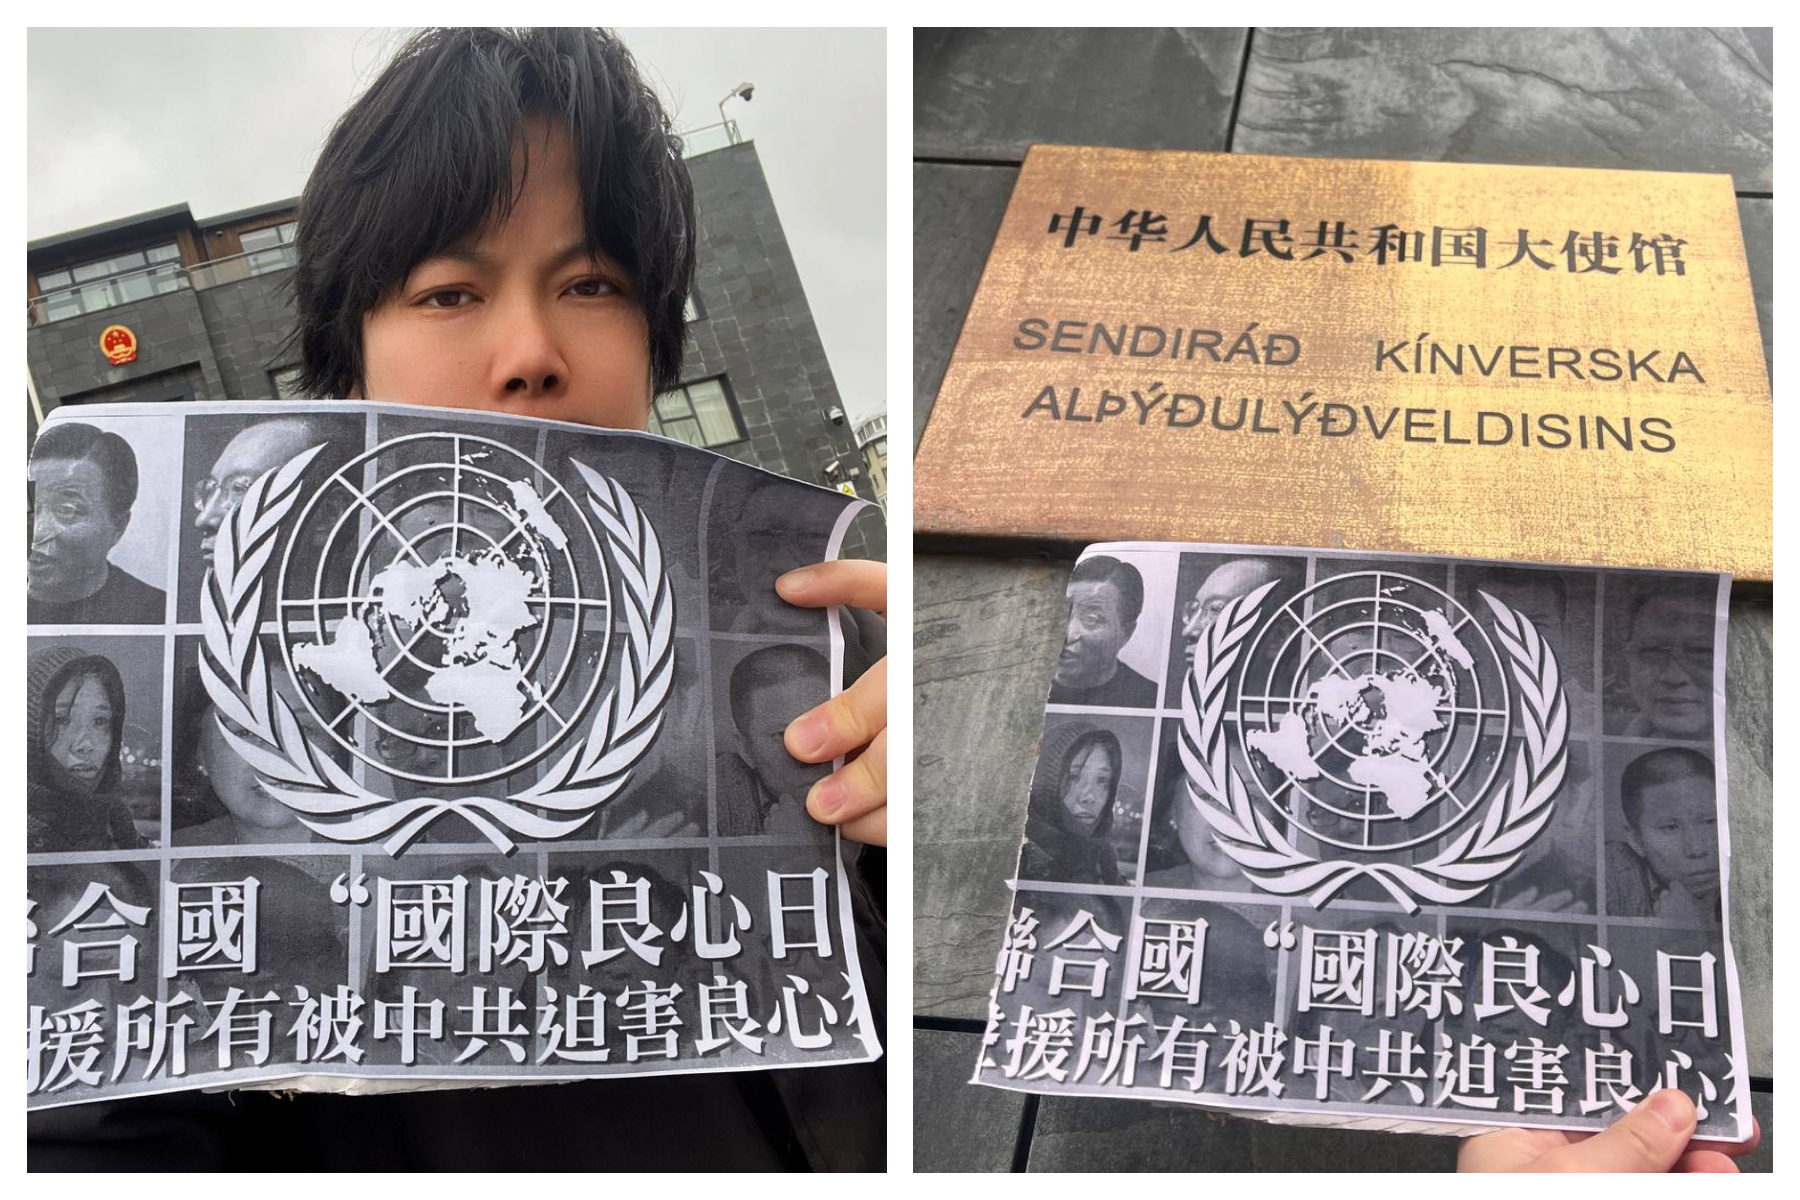 合國 “國際良心日
援所有被中共迫害良心
中华人民共和国大使馆
SENDIRÁÐ KÍNVERSKA
ALÞÝÐULÝÐVELDISINS
聯合國 “國際良心日
援所有被中共迫害良心